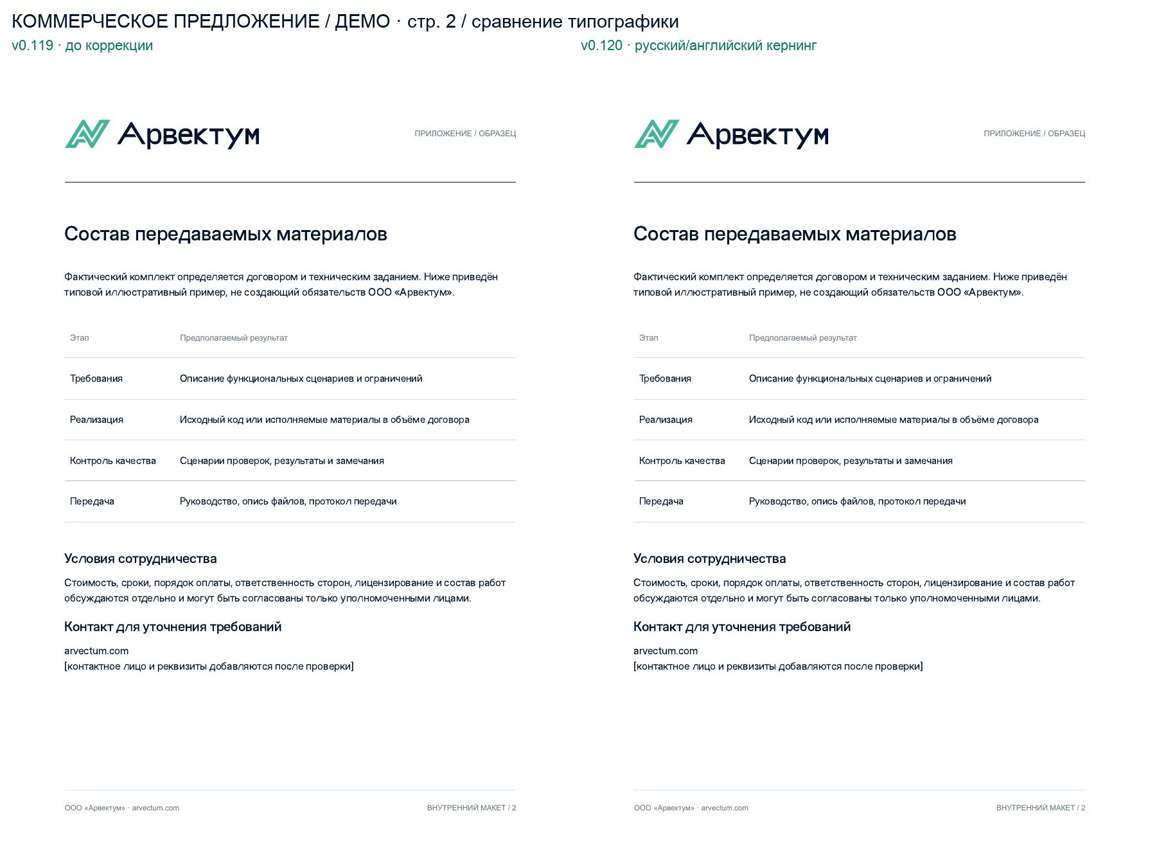 КОММЕРЧЕСКОЕ ПРЕДЛОЖЕНИЕ / ДЕМО · стр. 2 / сравнение типографики
v0.119 · до коррекции
Арвектум
ПРИЛОЖЕНИЕ / ОБРАЗЕЦ
Состав передаваемых материалов
Фактический комплект определяется договором и техническим заданием. Ниже приведён
типовой иллюстративный пример, не создающий обязательств ООО «Арвектум».
Этап Предполагаемый результат
Требования Описание функциональных сценариев и ограничений
Реализация Исходный код или исполняемые материалы в объёме договора
Контроль качества Сценарии проверок, результаты и замечания
Передача Руководство, опись файлов, протокол передачи
Условия сотрудничества
Стоимость, сроки, порядок оплаты, ответственность сторон, лицензирование и состав работ
обсуждаются отдельно и могут быть согласованы только уполномоченными лицами.
Контакт для уточнения требований
arvectum.com
[контактное лицо и реквизиты добавляются после проверки]
ООО «Арвектум» · arvectum.com
ВНУТРЕННИЙ МАКЕТ / 2
v0.120 · русский/английский кернинг
Арвектум
ПРИЛОЖЕНИЕ / ОБРАЗЕЦ
Состав передаваемых материалов
Фактический комплект определяется договором и техническим заданием. Ниже приведён
типовой иллюстративный пример, не создающий обязательств ООО «Арвектум».
Этап Предполагаемый результат
Требования Описание функциональных сценариев и ограничений
Реализация Исходный код или исполняемые материалы в объёме договора
Контроль качества Сценарии проверок, результаты и замечания
Передача Руководство, опись файлов, протокол передачи
Условия сотрудничества
Стоимость, сроки, порядок оплаты, ответственность сторон, лицензирование и состав работ
обсуждаются отдельно и могут быть согласованы только уполномоченными лицами.
Контакт для уточнения требований
arvectum.com
[контактное лицо и реквизиты добавляются после проверки]
ООО «Арвектум» · arvectum.com
ВНУТРЕННИЙ МАКЕТ / 2